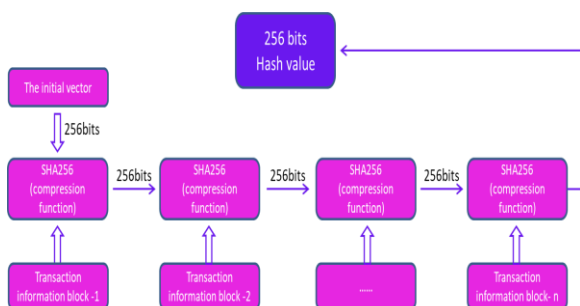 256 bits
Hash value
The initial vector
256bits
SHA256
(compression
function)
256bits
SHA256
(compression
function)
256bits
SHA256
(compression
function)
256bits
SHA256
(compression
function)
Transaction
information block -1
Transaction
information block -2
......
Transaction
information block- n